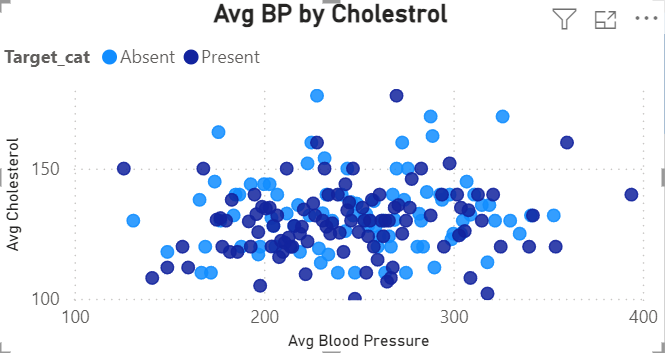 Avg BP by Cholestrol
Target_cat Absent Present
Avg Cholesterol
150
100
100 200 300 400
Avg Blood Pressure